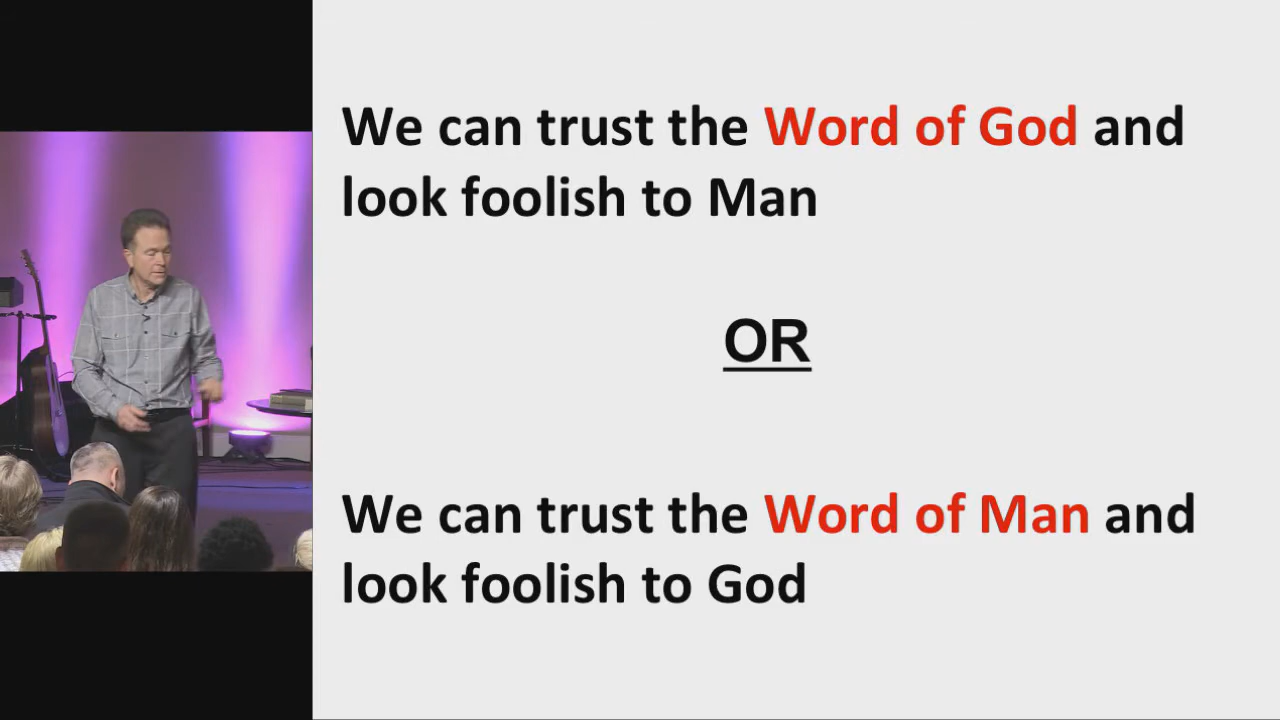 We can trust the Word of God and
look foolish to Man
OR
We can trust the Word of Man and
look foolish to God